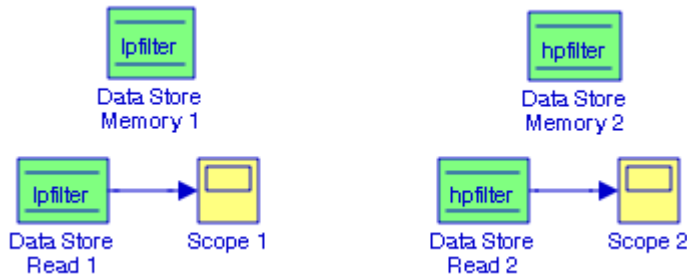 lpfilter
Data Store
Memory 1
hpfilter
Data Store
Memory 2
lpfilter
Data Store
Read 1
Scope 1
hpfilter
Data Store
Read 2
Scope 2